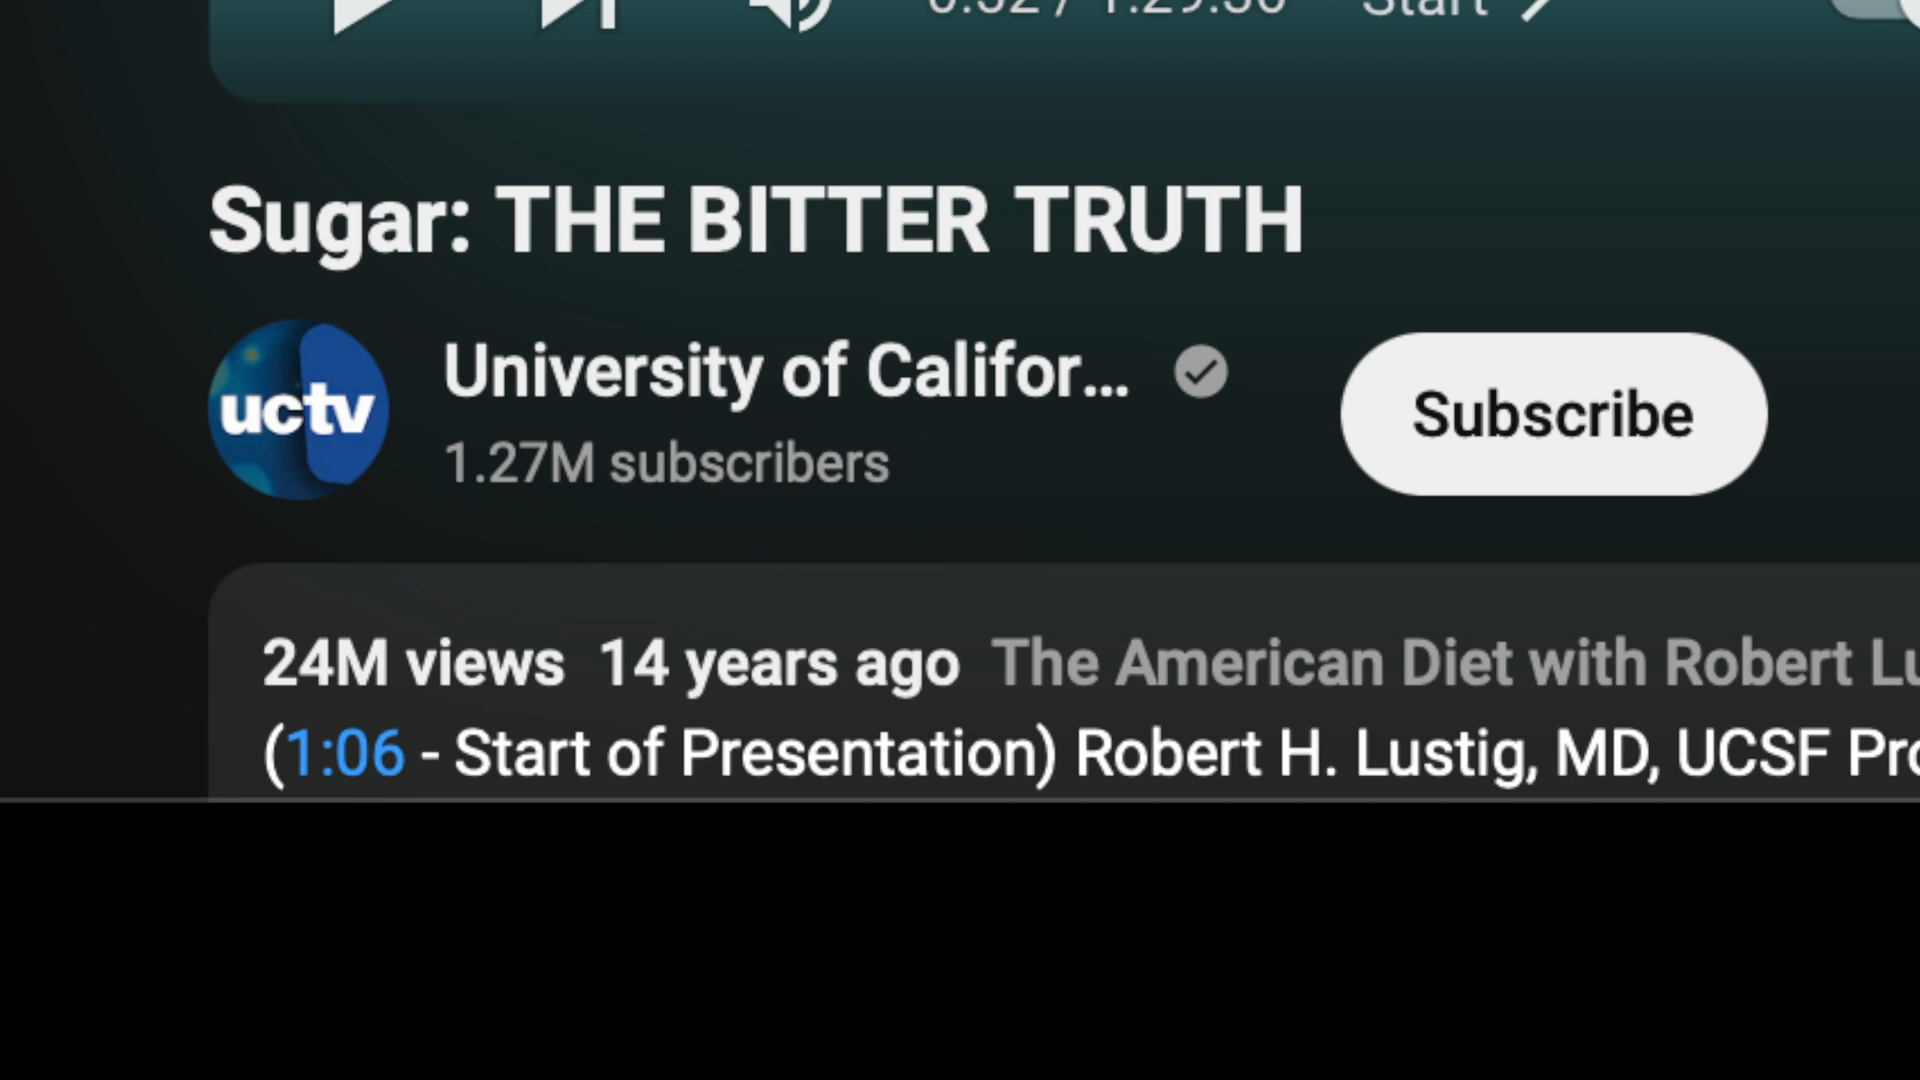 Start
Sugar: THE BITTER TRUTH
uctv
University of Califor...
1.27M subscribers
Subscribe
24M views 14 years ago The American Diet with Robert
(1:06 - Start of Presentation) Robert H. Lustig, MD, UCSF